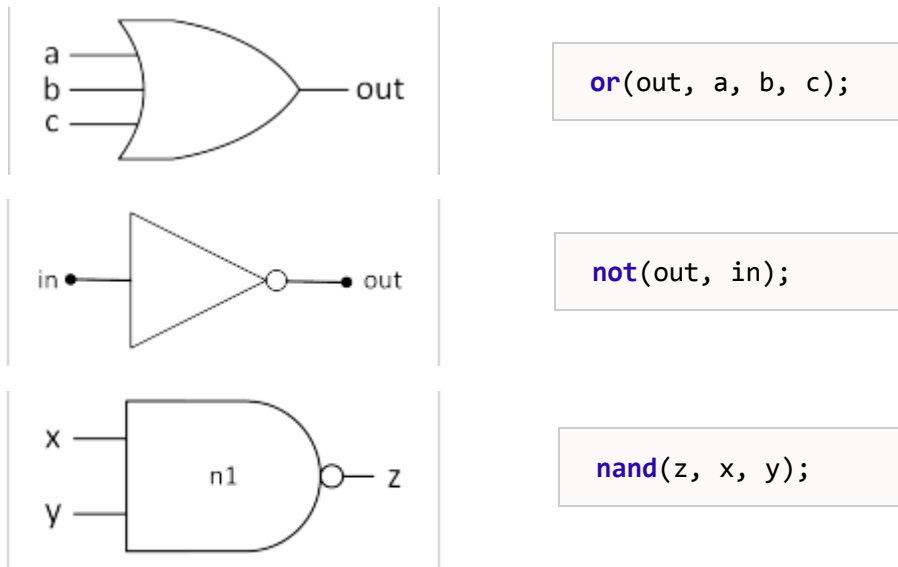 a
b
c
out
or(out, a, b, c);
in
out
not(out, in);
x
y
n1
z
nand(z, x, y);